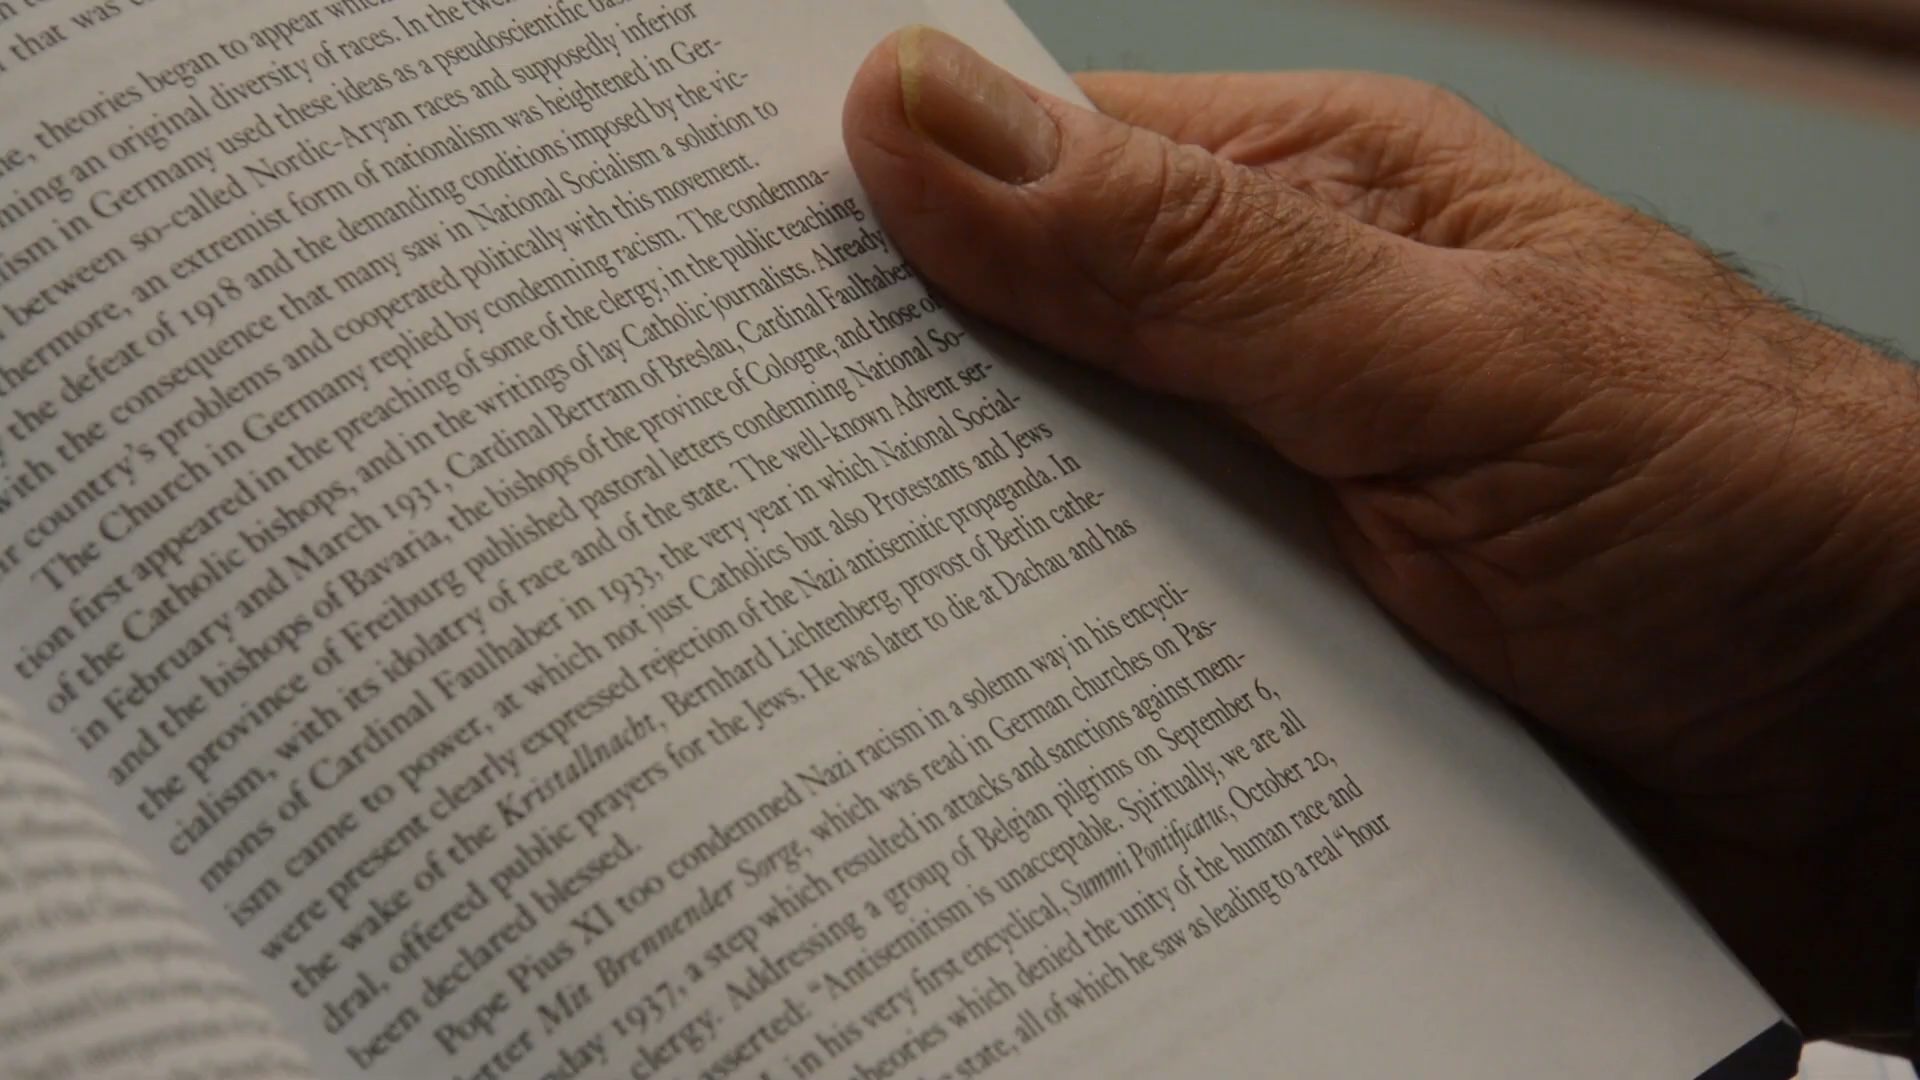 that was
theories began to appear which
an original diversity of races. In the
in Germany used these ideas as a pseudoscientific
between so-called Nordic-Aryan races and supposedly inferior
an extremist form of nationalism was heightened in Ger-
the defeat of 1918 and the demanding conditions imposed by the vic-
with the consequence that many saw in National Socialism a solution to
country's problems and cooperated politically with this movement.
The Church in Germany replied by condemning racism. The condemna-
tion first appeared in the preaching of some of the clergy, in the public teaching
of the Catholic bishops, and in the writings of lay Catholic journalists. Already
in February and March 1931, Cardinal Bertram of Breslau, Cardinal Faulhaber
and the bishops of Bavaria, the bishops of the province of Cologne, and those of
the province of Freiburg published pastoral letters condemning National So-
cialism, with its idolatry of race and of the state. The well-known Advent ser-
mons of Cardinal Faulhaber in 1933, the very year in which National Social-
ism came to power, at which not just Catholics but also Protestants and Jews
were present clearly expressed rejection of the Nazi antisemitic propaganda. In
the wake of the Kristallnacht, Bernhard Lichtenberg, provost of Berlin cathe-
dral, offered public prayers for the Jews. He was later to die at Dachau and has
been declared blessed.
Pope Pius XI too condemned Nazi racism in a solemn way in his encycli-
Mit Brennender Sorge, which was read in German churches on Pas-
1937, a step which resulted in attacks and sanctions against mem-
clergy. Addressing a group of Belgian pilgrims on September 6,
asserted: “Antisemitism is unacceptable. Spiritually, we are all
in his very first encyclical, Summi Pontificatus, October 20,
theories which denied the unity of the human race and
state, all of which he saw as leading to a real “hour